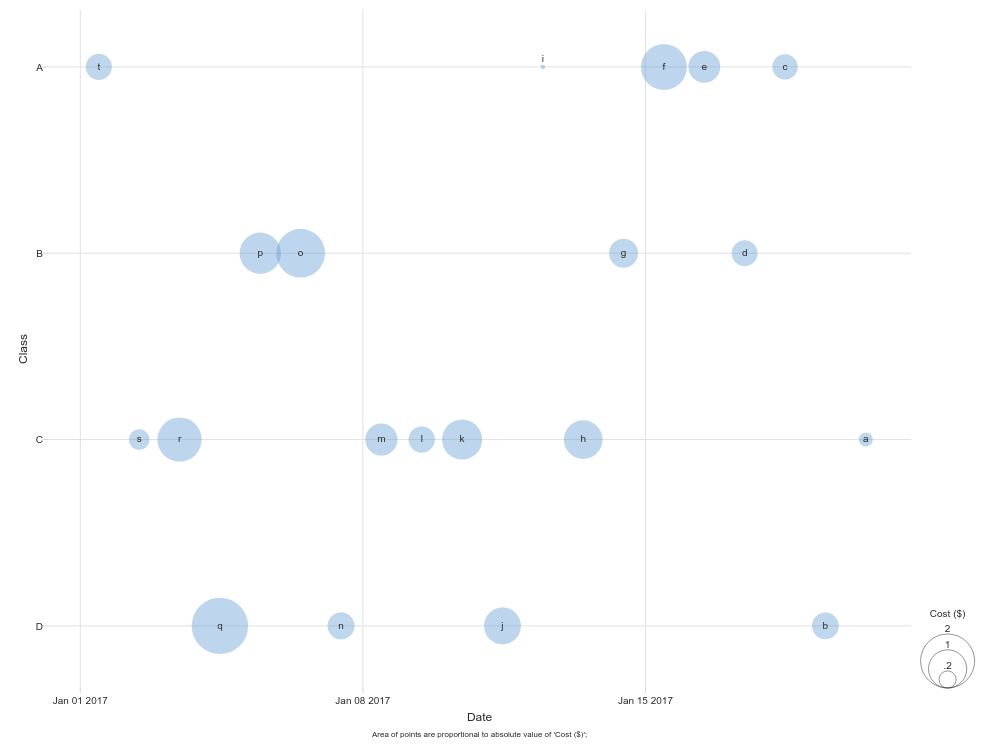 i
A t f e c
B p o g d
Class
C s r m l k h a
Cost ($)
2
D q n j b
1
.2
Jan 01 2017 Jan 08 2017 Jan 15 2017
Date
Area of points are proportional to absolute value of 'Cost ($)';